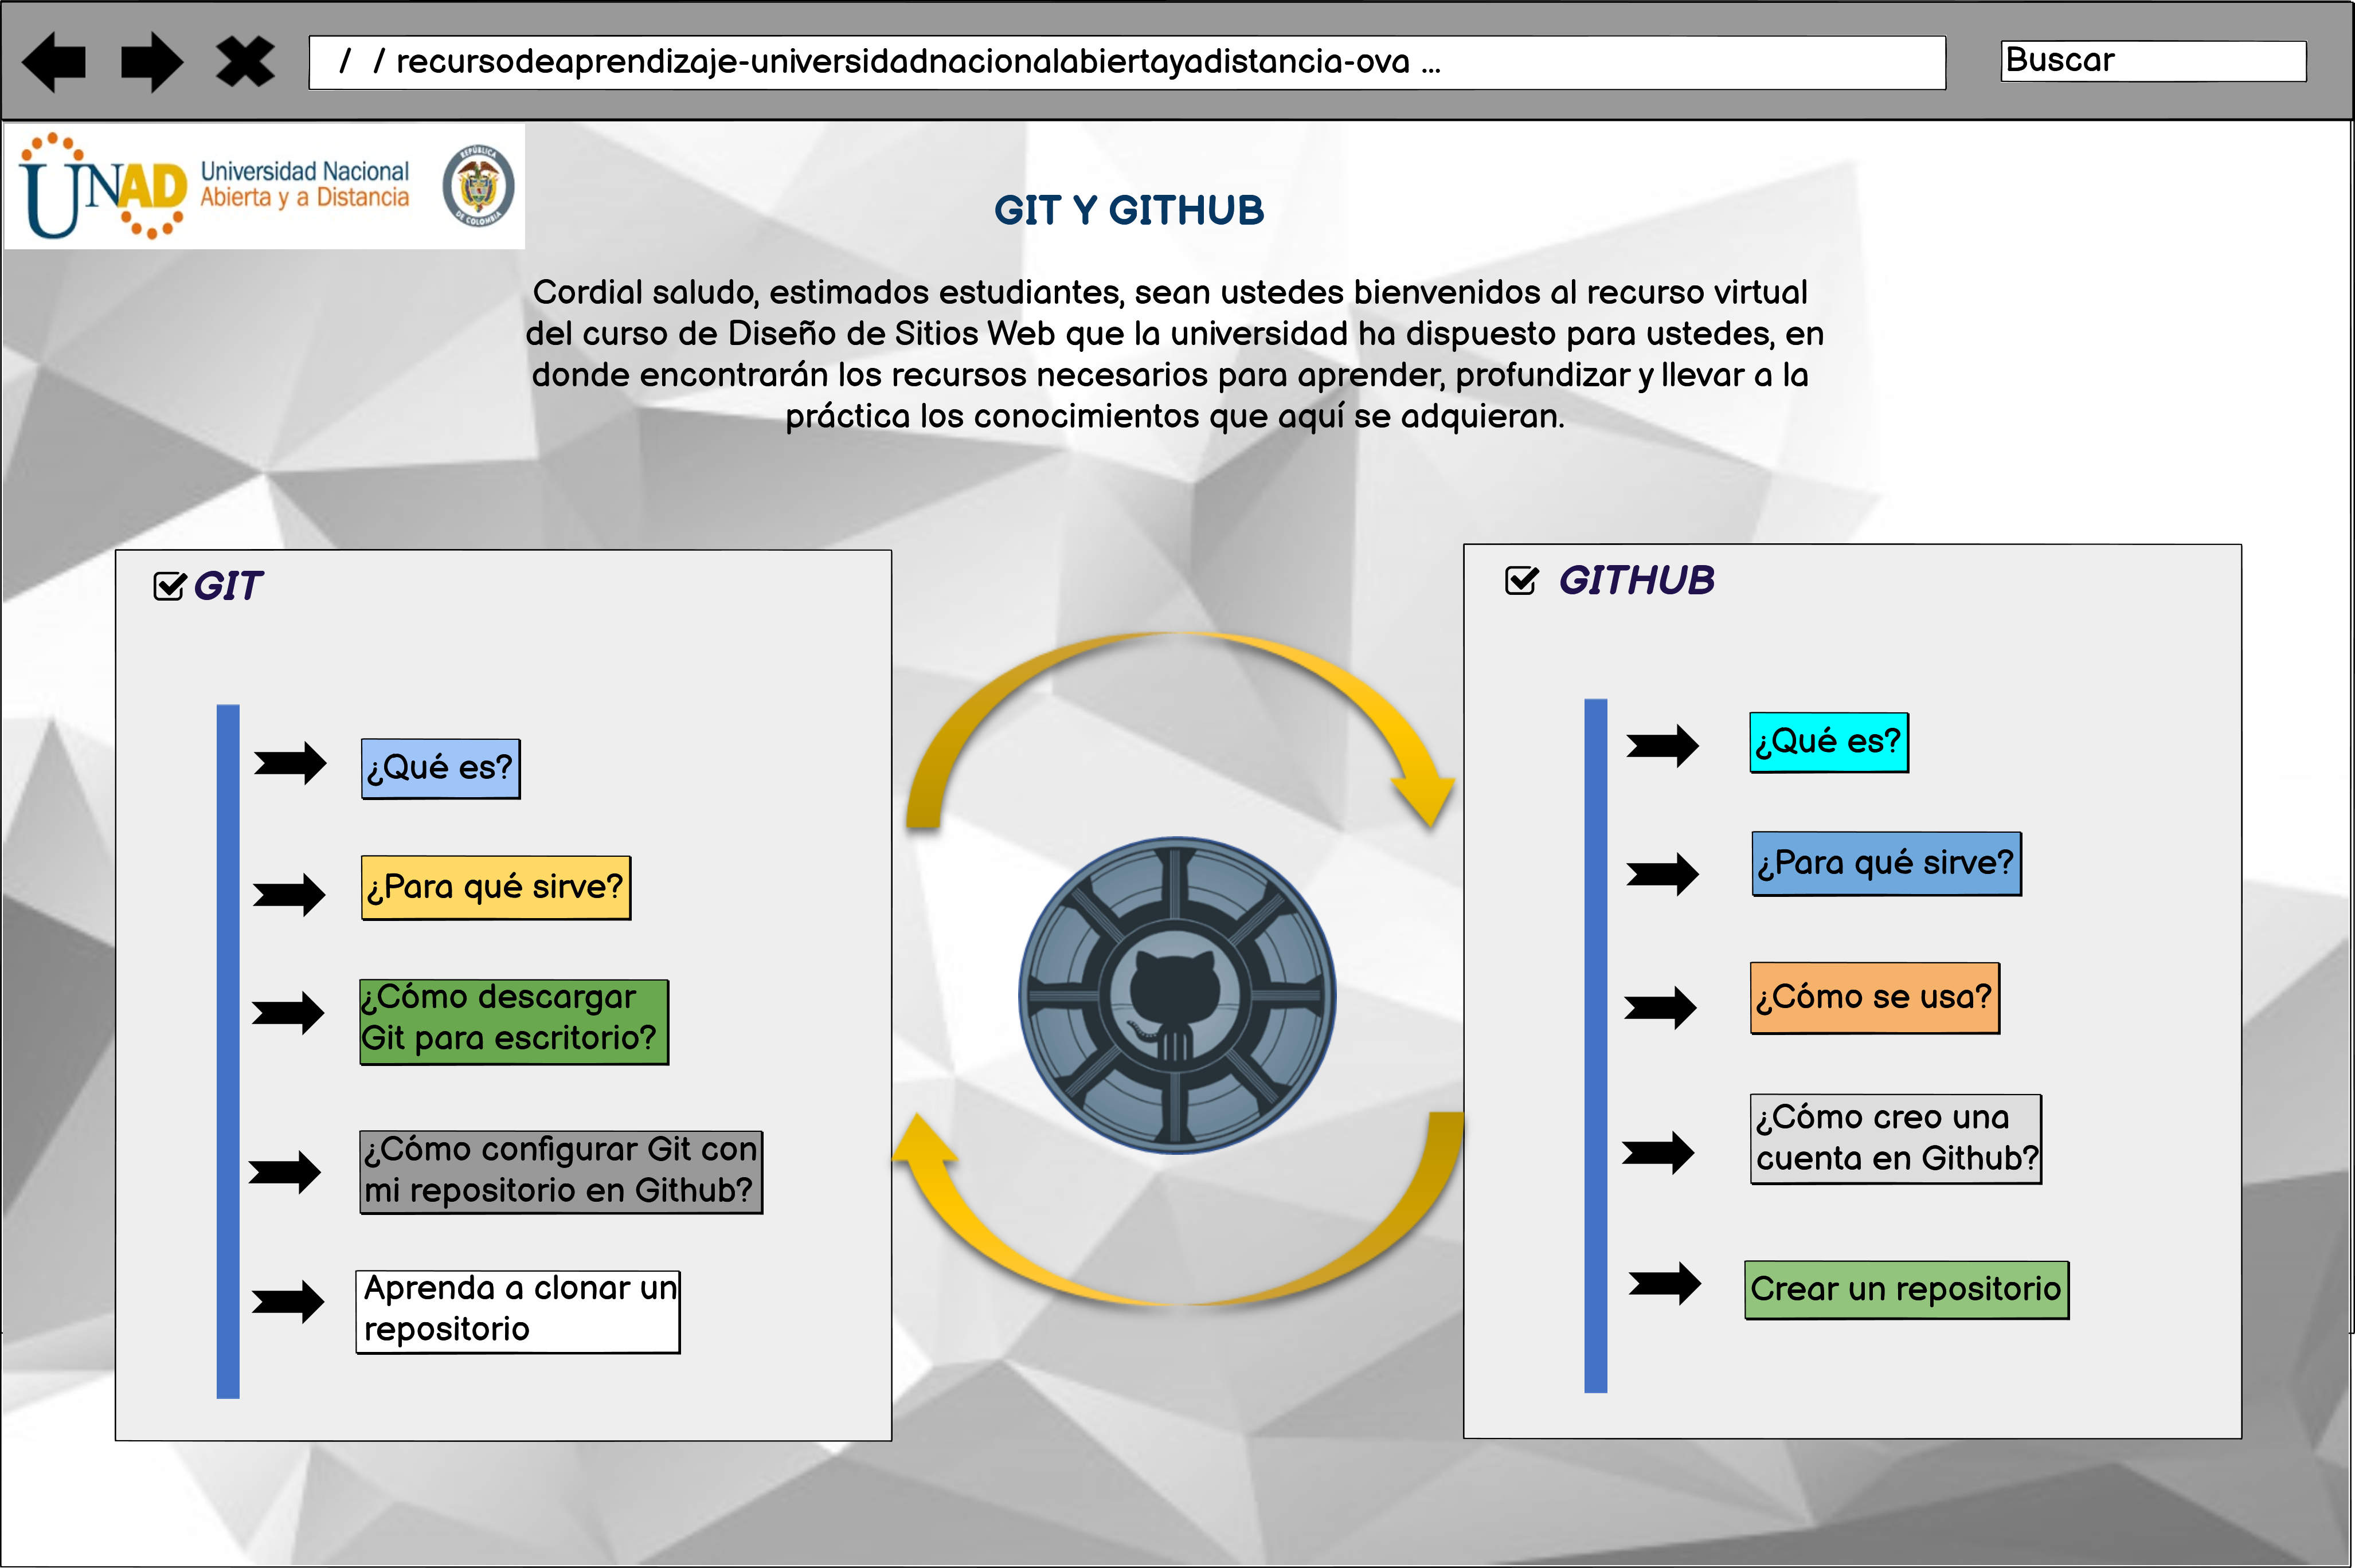 / / recursodeaprendizaje-universidadnacionalabiertayadistancia-ova ...
Buscar
UNAD
Universidad Nacional
Abierta y a Distancia
REPÚBLICA
DE COLOMBIA
GIT Y GITHUB
Cordial saludo, estimados estudiantes, sean ustedes bienvenidos al recurso virtual
del curso de Diseño de Sitios Web que la universidad ha dispuesto para ustedes, en
donde encontrarán los recursos necesarios para aprender, profundizar y llevar a la
práctica los conocimientos que aquí se adquieran.
GIT
¿Qué es?
¿Para qué sirve?
¿Cómo descargar
Git para escritorio?
¿Cómo configurar Git con
mi repositorio en Github?
Aprenda a clonar un
repositorio
GITHUB
¿Qué es?
¿Para qué sirve?
¿Cómo se usa?
¿Cómo creo una
cuenta en Github?
Crear un repositorio